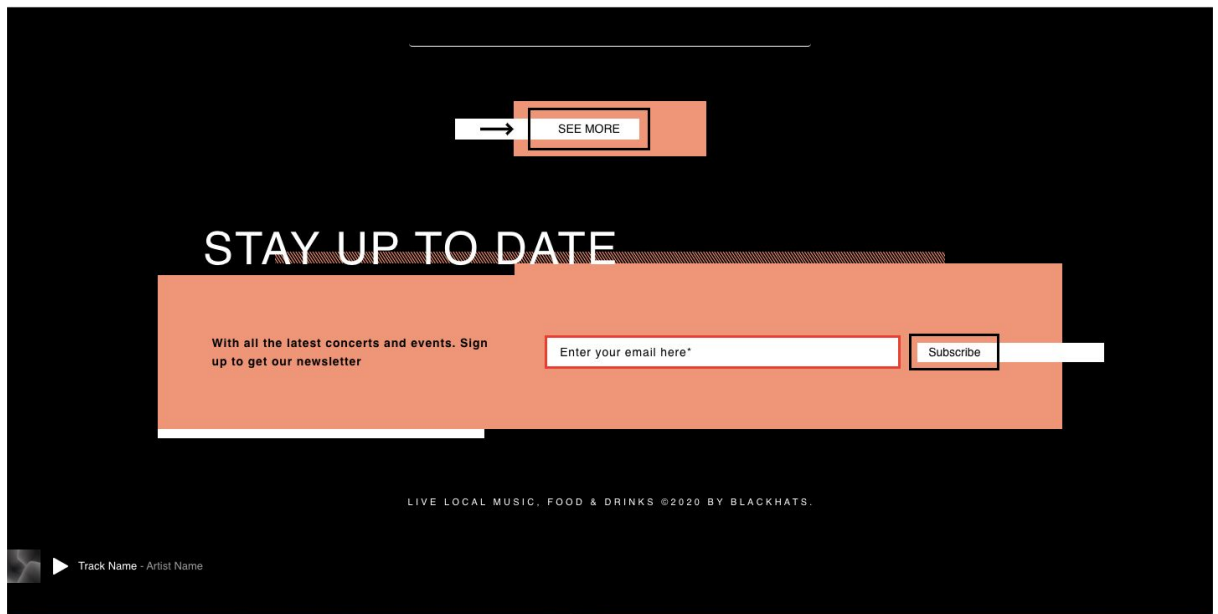 SEE MORE
STAY UP TO DATE
With all the latest concerts and events. Sign
up to get our newsletter
Enter your email here*
Subscribe
LIVE LOCAL MUSIC, FOOD & DRINKS ©2020 BY BLACKHATS.
Track Name - Artist Name